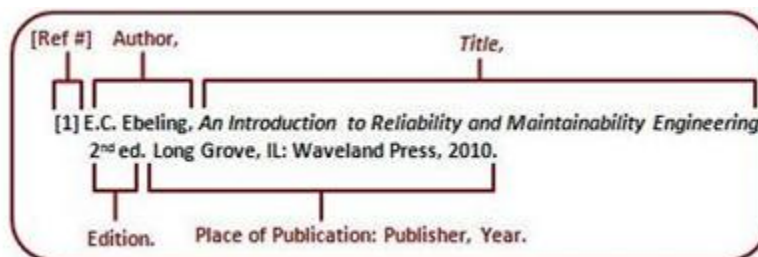 [Ref #] Author, Title,
[1] E.C. Ebeling, An Introduction to Reliability and Maintainability Engineering
2nd ed. Long Grove, IL: Waveland Press, 2010.
Edition. Place of Publication: Publisher, Year.